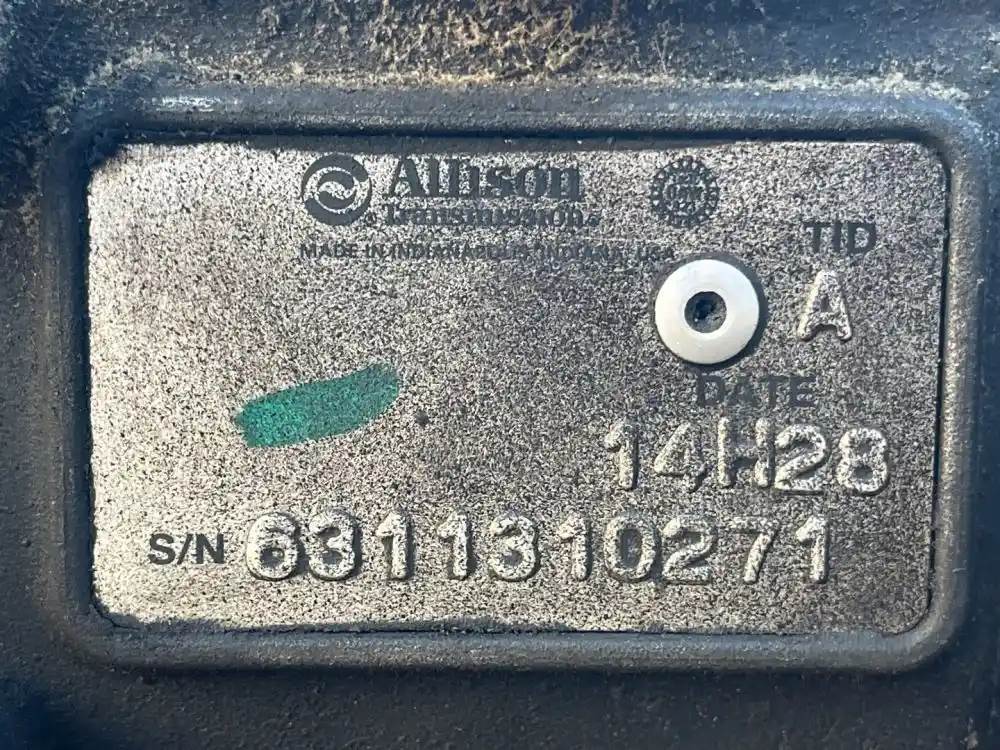 Allison
Transmission®
MADE IN INDIANAPOLIS, INDIANA, USA
TID
A
DATE
14H28
S/N 6311310271